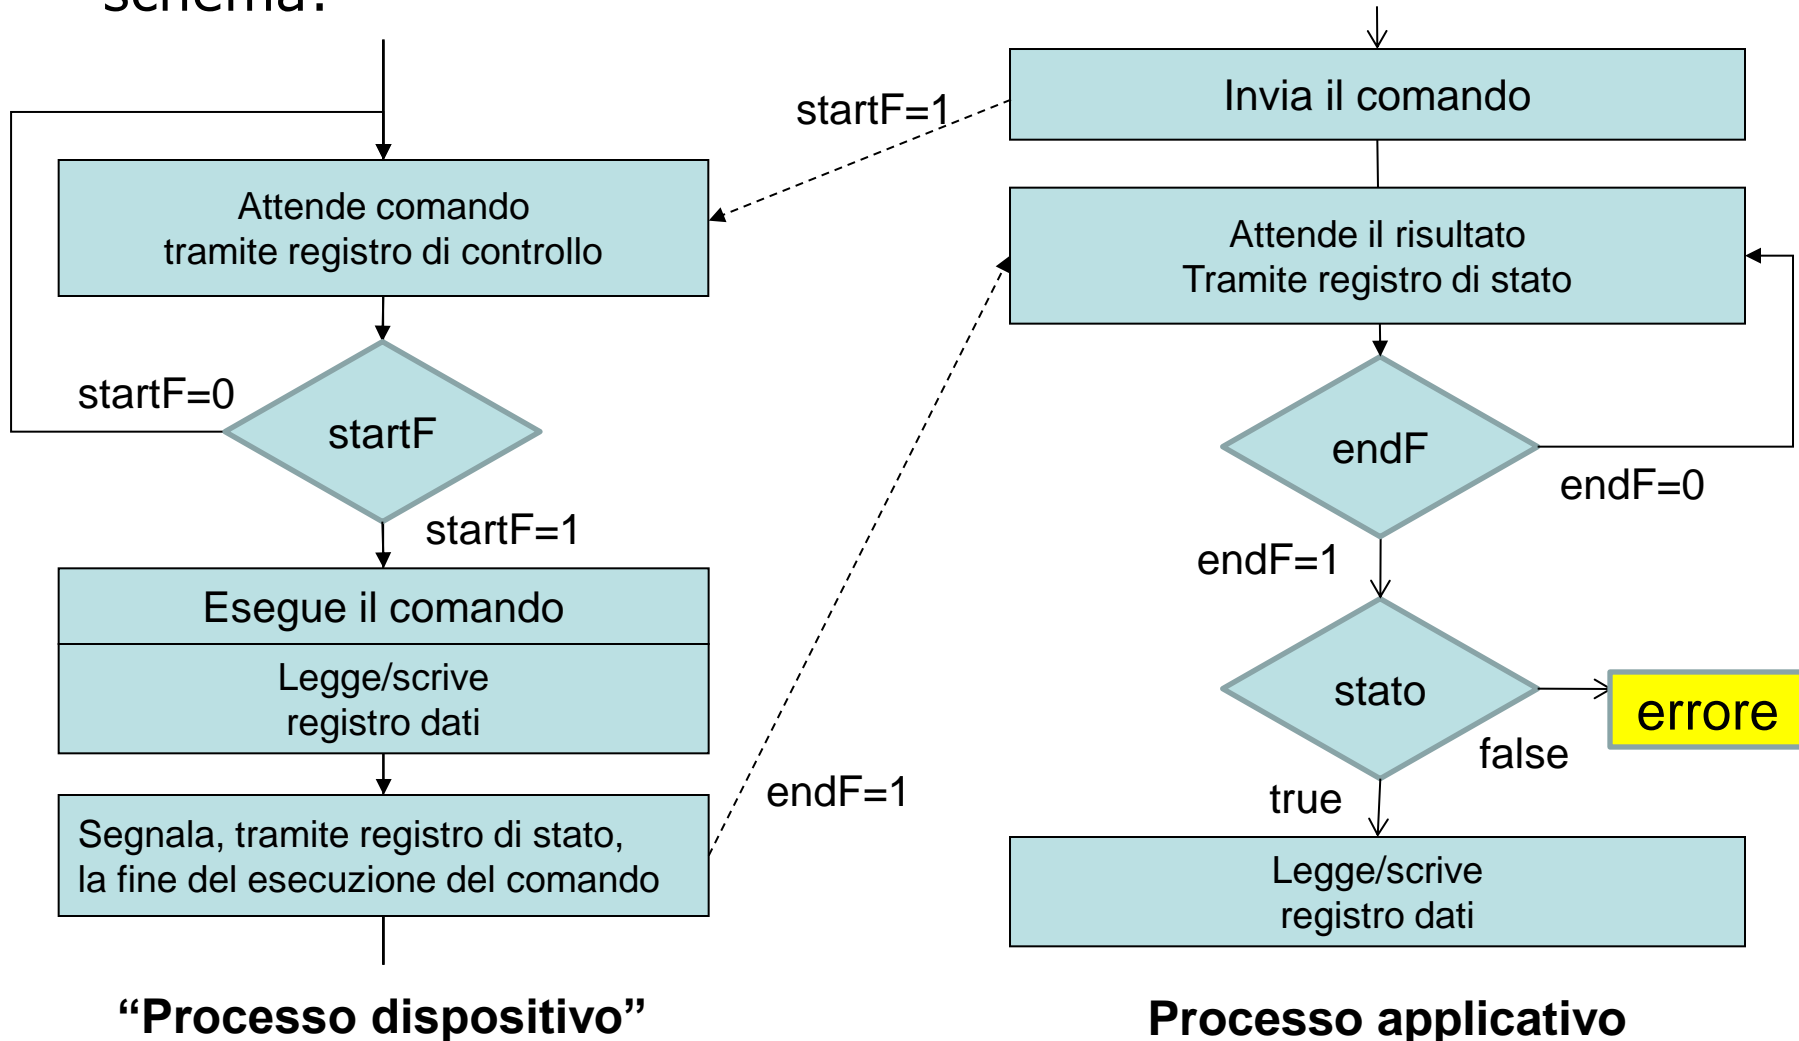 schema:
Invia il comando
startF=1
Attende comando
tramite registro di controllo
Attende il risultato
Tramite registro di stato
startF=0
startF
endF
endF=0
startF=1
endF=1
Esegue il comando
Legge/scrive
registro dati
stato
errore
false
true
endF=1
Segnala, tramite registro di stato,
la fine del esecuzione del comando
Legge/scrive
registro dati
“Processo dispositivo”
Processo applicativo